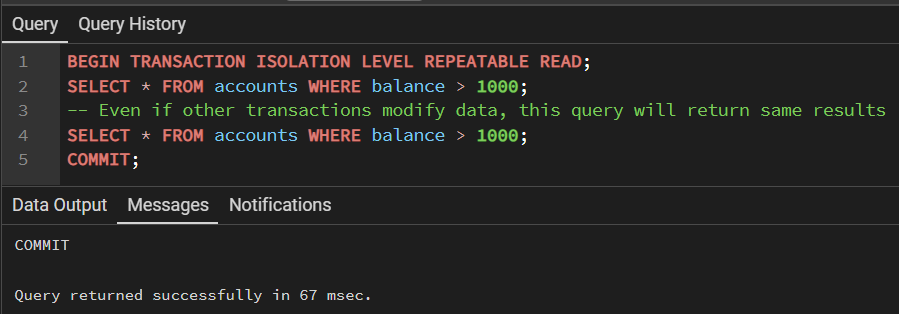 Query Query History
1 BEGIN TRANSACTION ISOLATION LEVEL REPEATABLE READ;
2 SELECT * FROM accounts WHERE balance > 1000;
3 -- Even if other transactions modify data, this query will return same results
4 SELECT * FROM accounts WHERE balance > 1000;
5 COMMIT;
Data Output Messages Notifications
COMMIT
Query returned successfully in 67 msec.